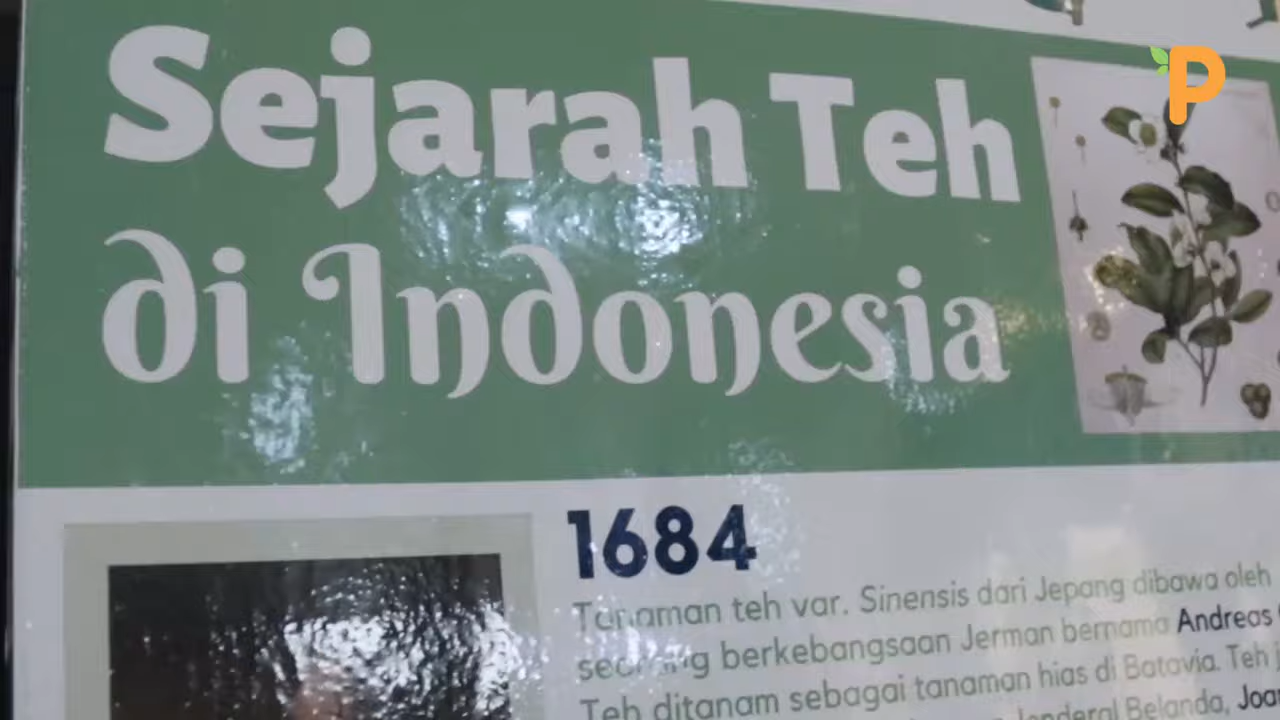 Sejarah Teh
di Indonesia
P
1684
Tanaman teh var. Sinensis dari Jepang dibawa oleh
seorang berkebangsaan Jerman bernama Andreas
Teh ditanam sebagai tanaman hias di Batavia. Teh
Jenderal Belanda,